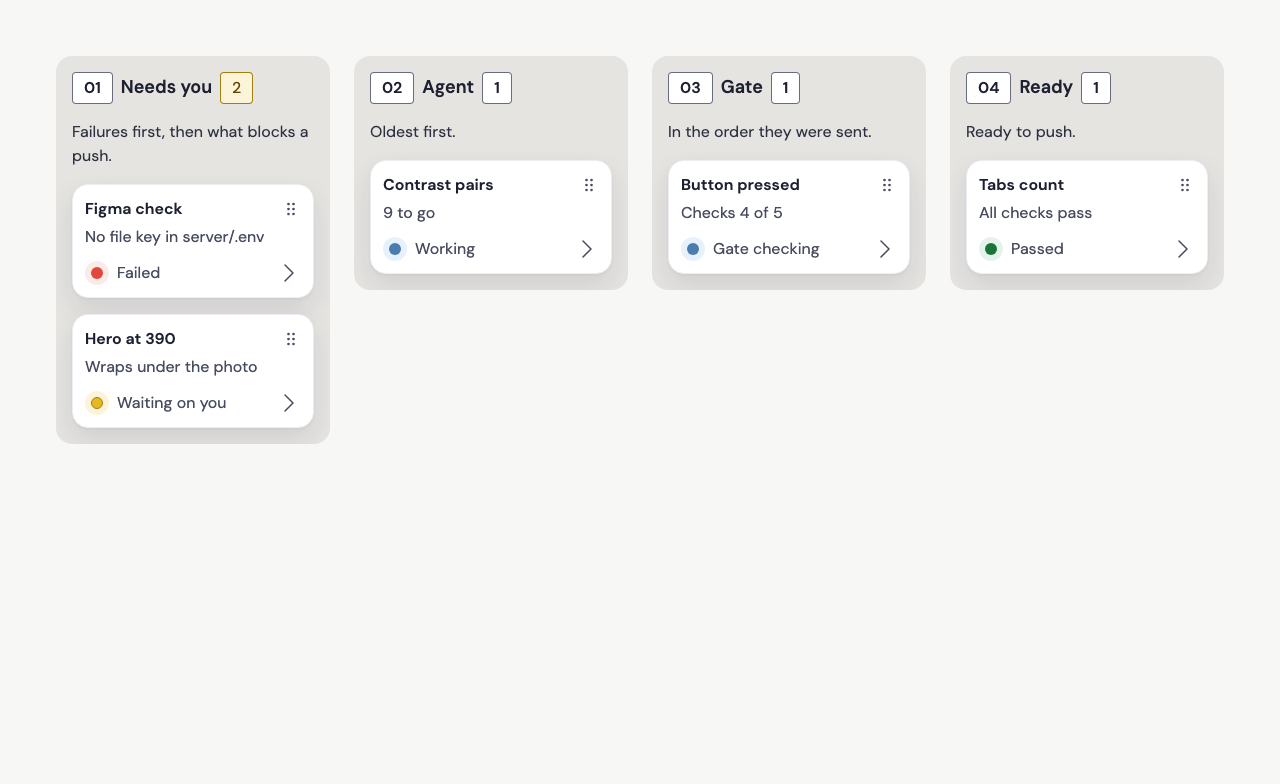 01 Needs you 2
Failures first, then what blocks a
push.
Figma check
No file key in server/.env
Failed
Hero at 390
Wraps under the photo
Waiting on you
02 Agent 1
Oldest first.
Contrast pairs
9 to go
Working
03 Gate 1
In the order they were sent.
Button pressed
Checks 4 of 5
Gate checking
04 Ready 1
Ready to push.
Tabs count
All checks pass
Passed